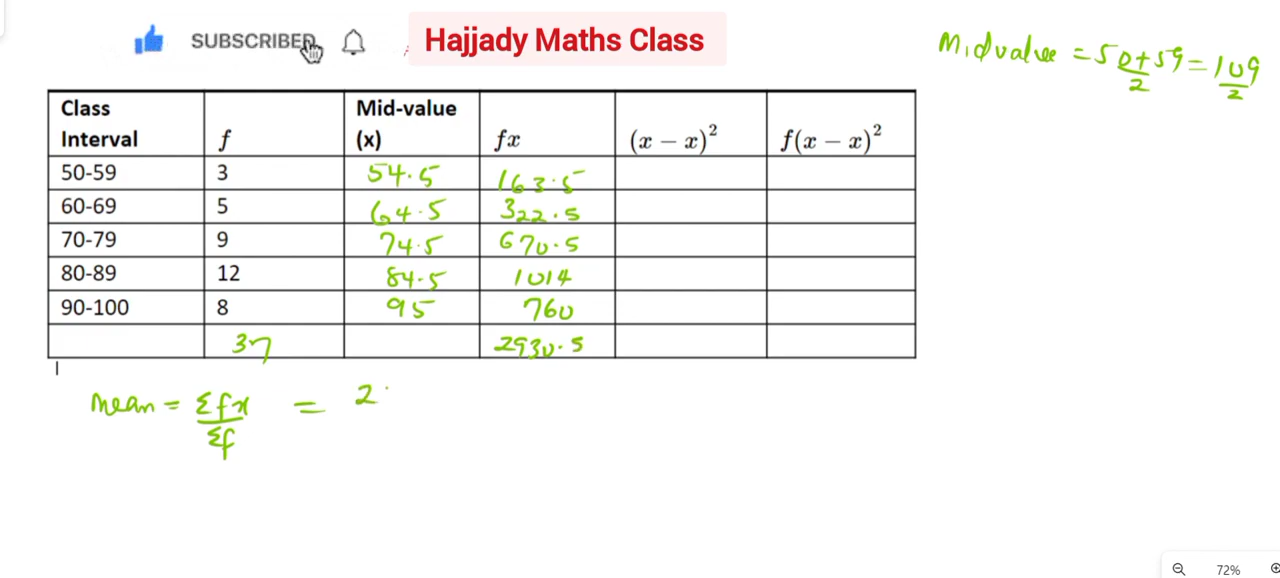 SUBSCRIBED
Hajjady Maths Class
Midvalue = 50+59/2 = 109/2
Class Interval f Mid-value (x) fx (x − x)² f(x − x)²
50-59 3 54.5 163.5
60-69 5 64.5 322.5
70-79 9 74.5 670.5
80-89 12 84.5 1014
90-100 8 95 760
37 2930.5
mean = Σfx/Σf = 2
72%